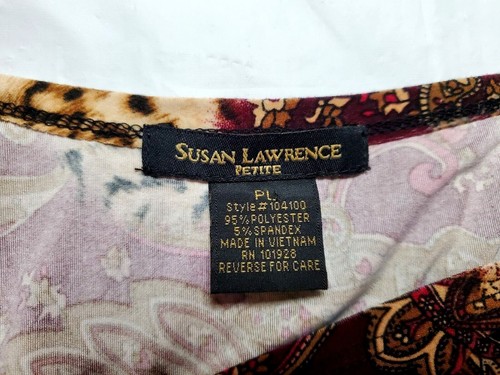 SUSAN LAWRENCE
PETITE
PL
Style#104100
95%POLYESTER
5%SPANDEX
MADE IN VIETNAM
RN 101928
REVERSE FOR CARE